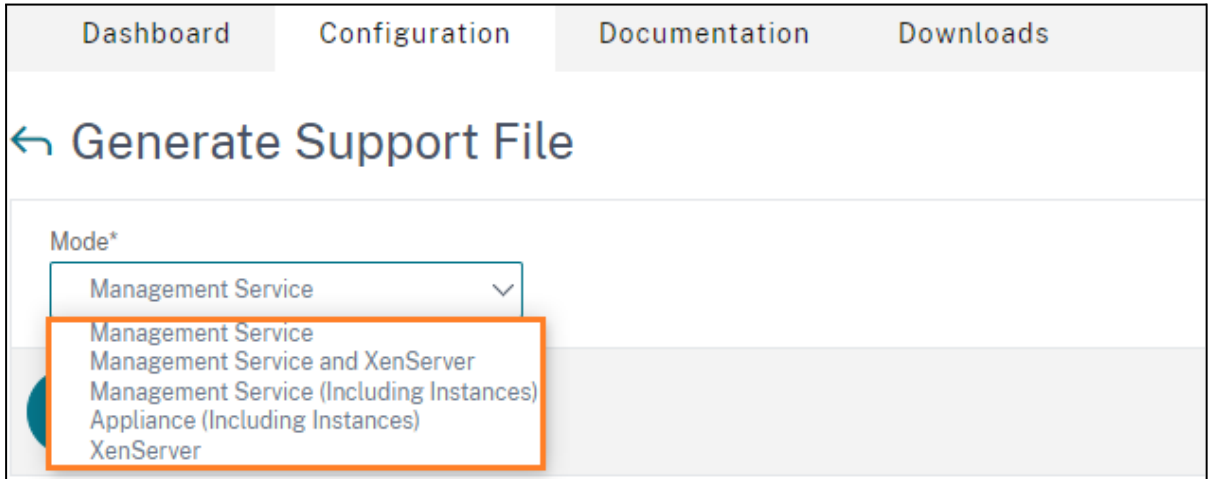 Dashboard Configuration Documentation Downloads
Generate Support File
Mode*
Management Service
Management Service
Management Service and XenServer
Management Service (Including Instances)
Appliance (Including Instances)
XenServer